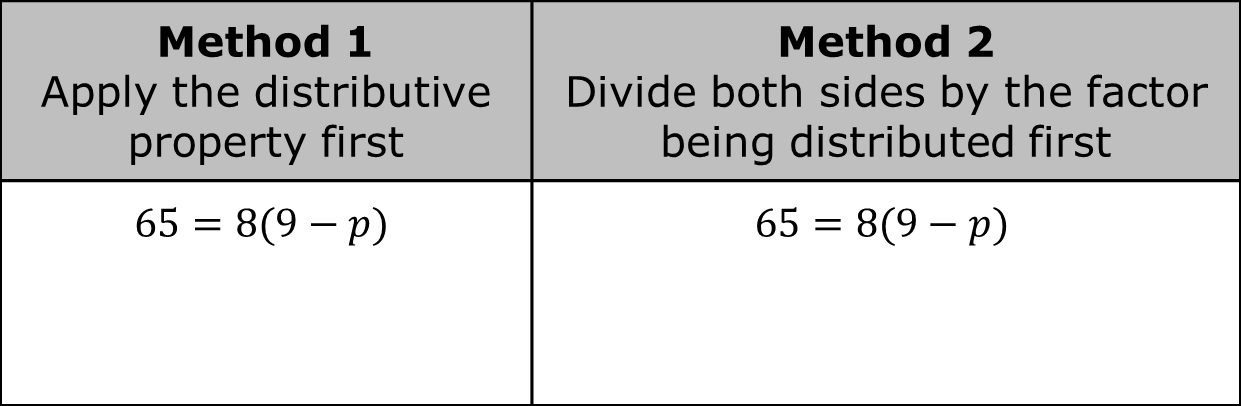 Method 1
Apply the distributive
property first
Method 2
Divide both sides by the factor
being distributed first
65 = 8(9 − p)
65 = 8(9 − p)